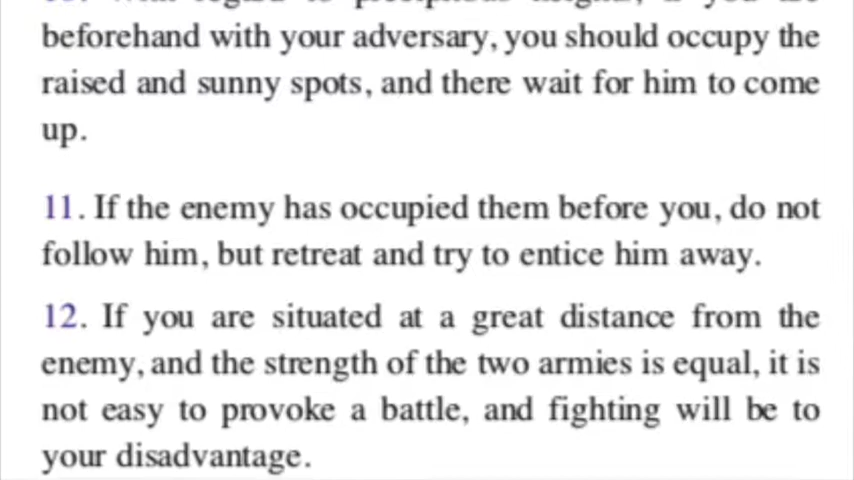 beforehand with your adversary, you should occupy the
raised and sunny spots, and there wait for him to come
up.
11. If the enemy has occupied them before you, do not
follow him, but retreat and try to entice him away.
12. If you are situated at a great distance from the
enemy, and the strength of the two armies is equal, it is
not easy to provoke a battle, and fighting will be to
your disadvantage.